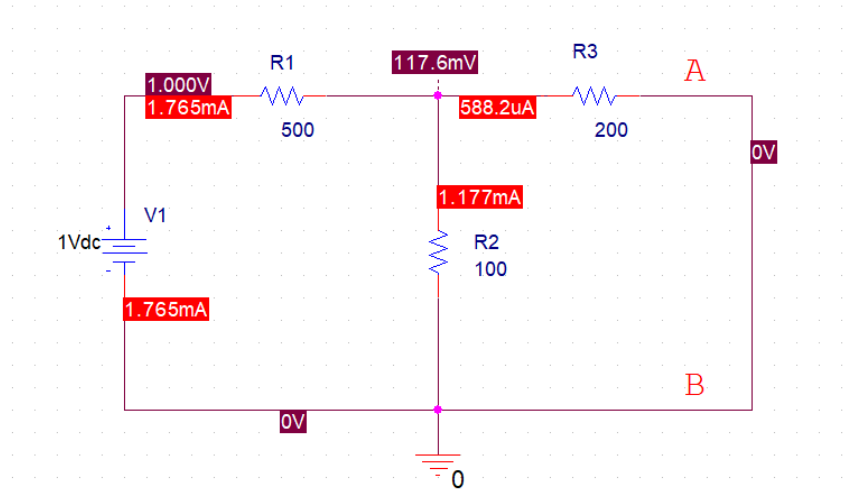 R1
117.6mV
R3
A
1.000V
1.765mA
588.2uA
500
200
0V
1.177mA
V1
+
1Vdc
-
R2
100
1.765mA
B
0V
0